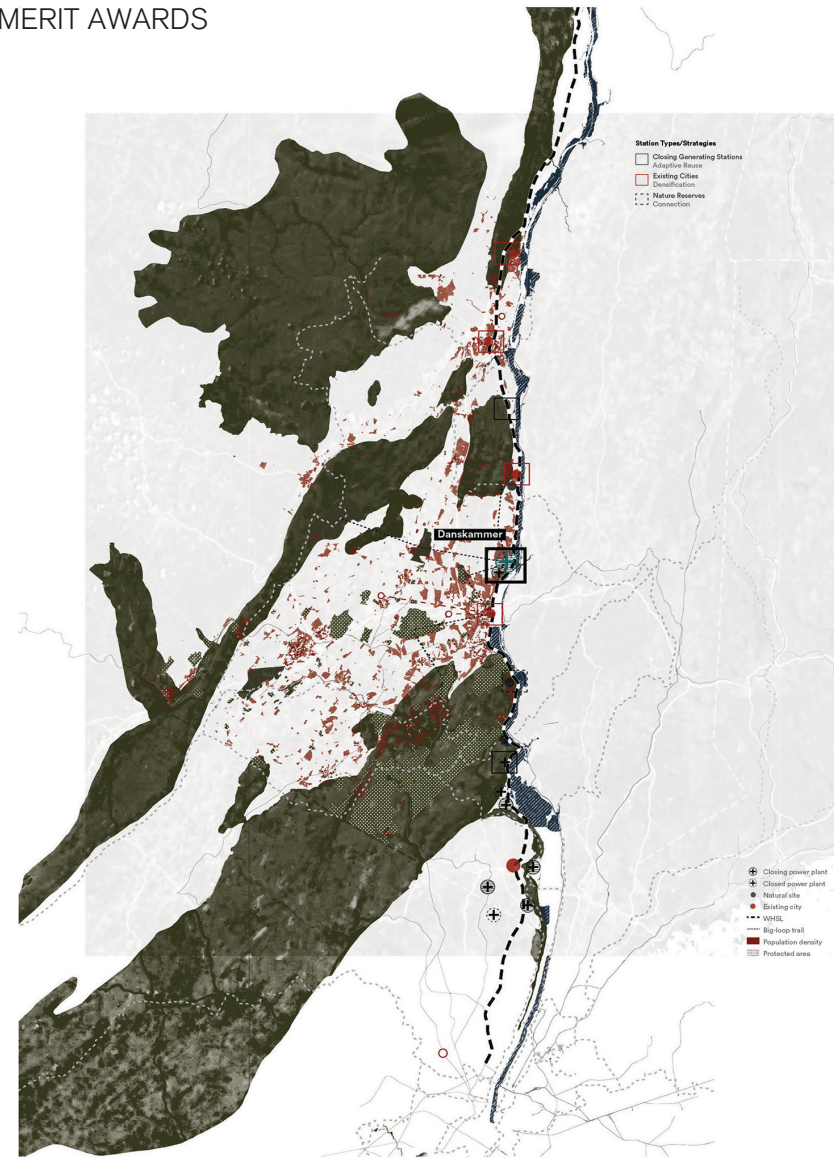 MERIT AWARDS
Station Types/Strategies
Closing Generating Stations
Adaptive Reuse
Existing Cities
Densification
Nature Reserves
Connection
Danskammer
Closing power plant
Closed power plant
Natural site
Existing city
WHSL
Big-loop trail
Population density
Protected area